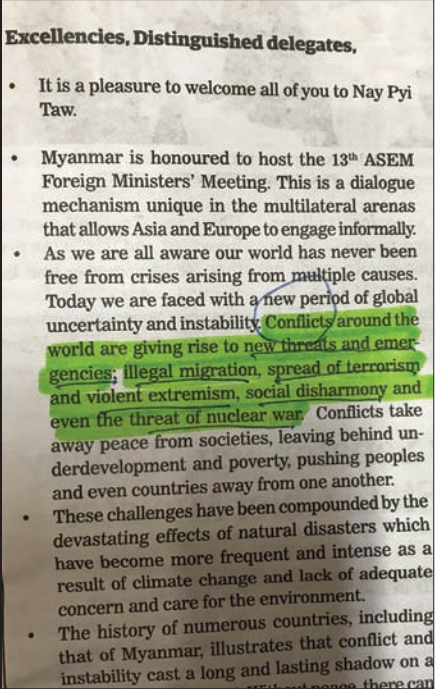 Excellencies, Distinguished delegates,
• It is a pleasure to welcome all of you to Nay Pyi
Taw.
• Myanmar is honoured to host the 13th ASEM
Foreign Ministers' Meeting. This is a dialogue
mechanism unique in the multilateral arenas
that allows Asia and Europe to engage informally.
• As we are all aware our world has never been
free from crises arising from multiple causes.
Today we are faced with a new period of global
uncertainty and instability. Conflicts around the
world are giving rise to new threats and emer-
gencies; illegal migration, spread of terrorism
and violent extremism, social disharmony and
even the threat of nuclear war. Conflicts take
away peace from societies, leaving behind un-
derdevelopment and poverty, pushing peoples
and even countries away from one another.
• These challenges have been compounded by the
devastating effects of natural disasters which
have become more frequent and intense as a
result of climate change and lack of adequate
concern and care for the environment.
• The history of numerous countries, including
that of Myanmar, illustrates that conflict and
instability cast a long and lasting shadow on a
there can